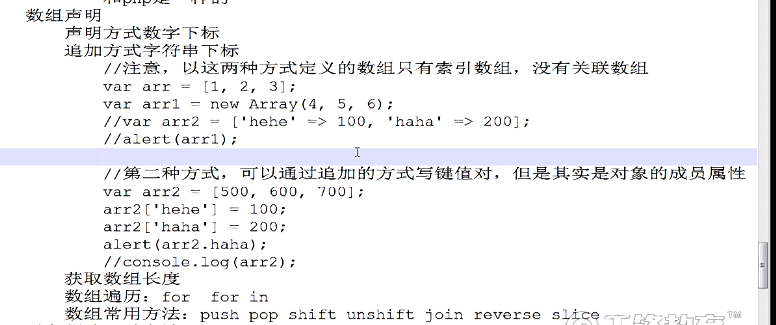 和php是一样的
数组声明
声明方式数字下标
追加方式字符串下标
//注意，以这两种方式定义的数组只有索引数组，没有关联数组
var arr = [1, 2, 3];
var arr1 = new Array(4, 5, 6);
//var arr2 = ['hehe' => 100, 'haha' => 200];
//alert(arr1);
//第二种方式，可以通过追加的方式写键值对，但是其实是对象的成员属性
var arr2 = [500, 600, 700];
arr2['hehe'] = 100;
arr2['haha'] = 200;
alert(arr2.haha);
//console.log(arr2);
获取数组长度
数组遍历：for  for in
数组常用方法：push pop shift unshift join reverse slice